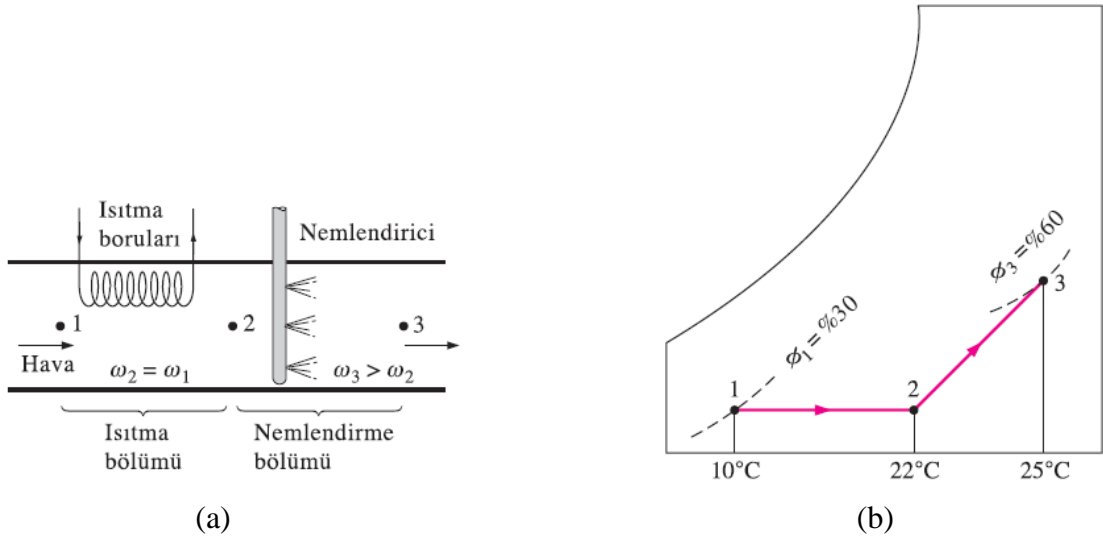 Isıtma
boruları
Nemlendirici
1
2
3
Hava
ω₂ = ω₁
ω₃ > ω₂
Isıtma
bölümü
Nemlendirme
bölümü
(a)
ϕ₁ = %30
ϕ₃ = %60
1
2
3
10°C
22°C
25°C
(b)